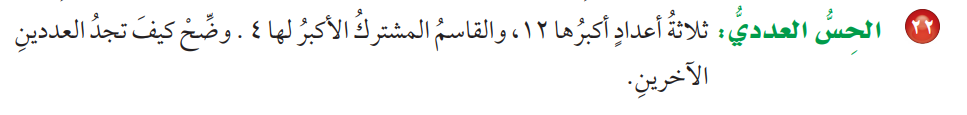 ٢٢ الحِسُّ العدديُّ: ثلاثةُ أعدادٍ أكبرُها ١٢، والقاسمُ المشتركُ الأكبرُ لها ٤ . وضِّحْ كيفَ تجدُ العددينِ
الآخرينِ.